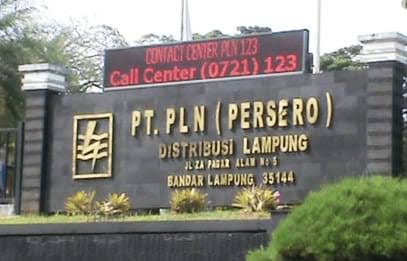 CONTACT CENTER PLN 123
Call Center (0721) 123
PT. PLN (PERSERO)
DISTRIBUSI LAMPUNG
JL. ZA PAGAR ALAM No 5
BANDAR LAMPUNG 35144